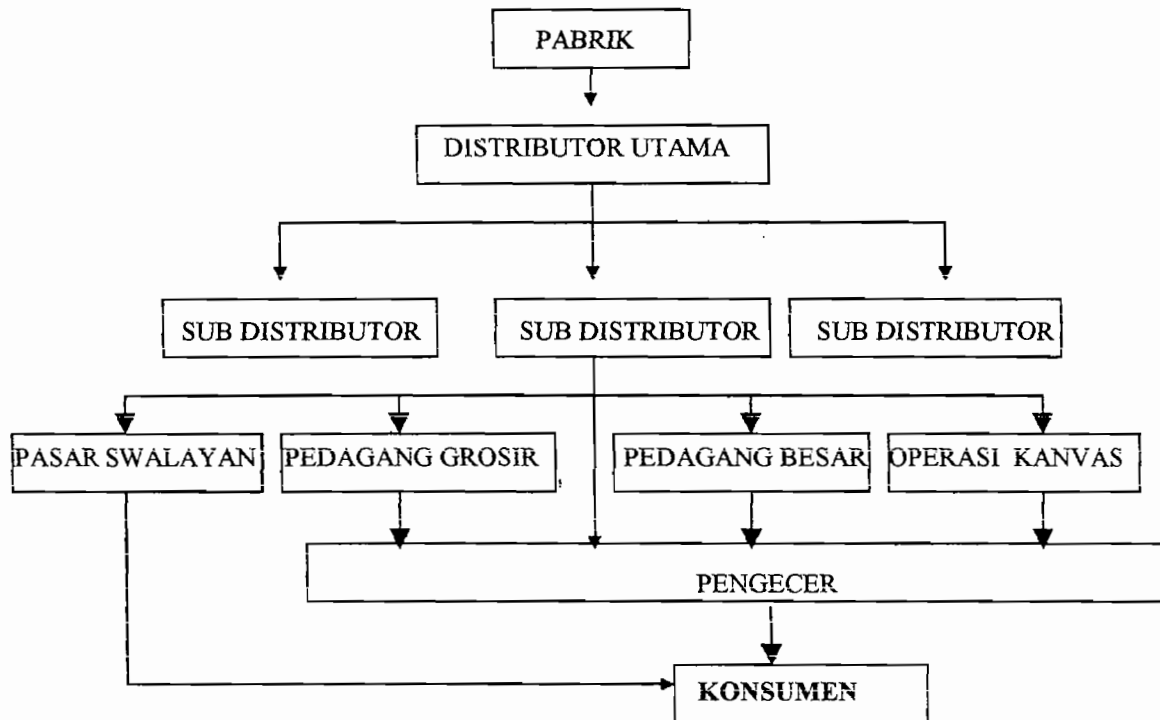 PABRIK
DISTRIBUTOR UTAMA
SUB DISTRIBUTOR
SUB DISTRIBUTOR
SUB DISTRIBUTOR
PASAR SWALAYAN
PEDAGANG GROSIR
PEDAGANG BESAR
OPERASI KANVAS
PENGECER
KONSUMEN